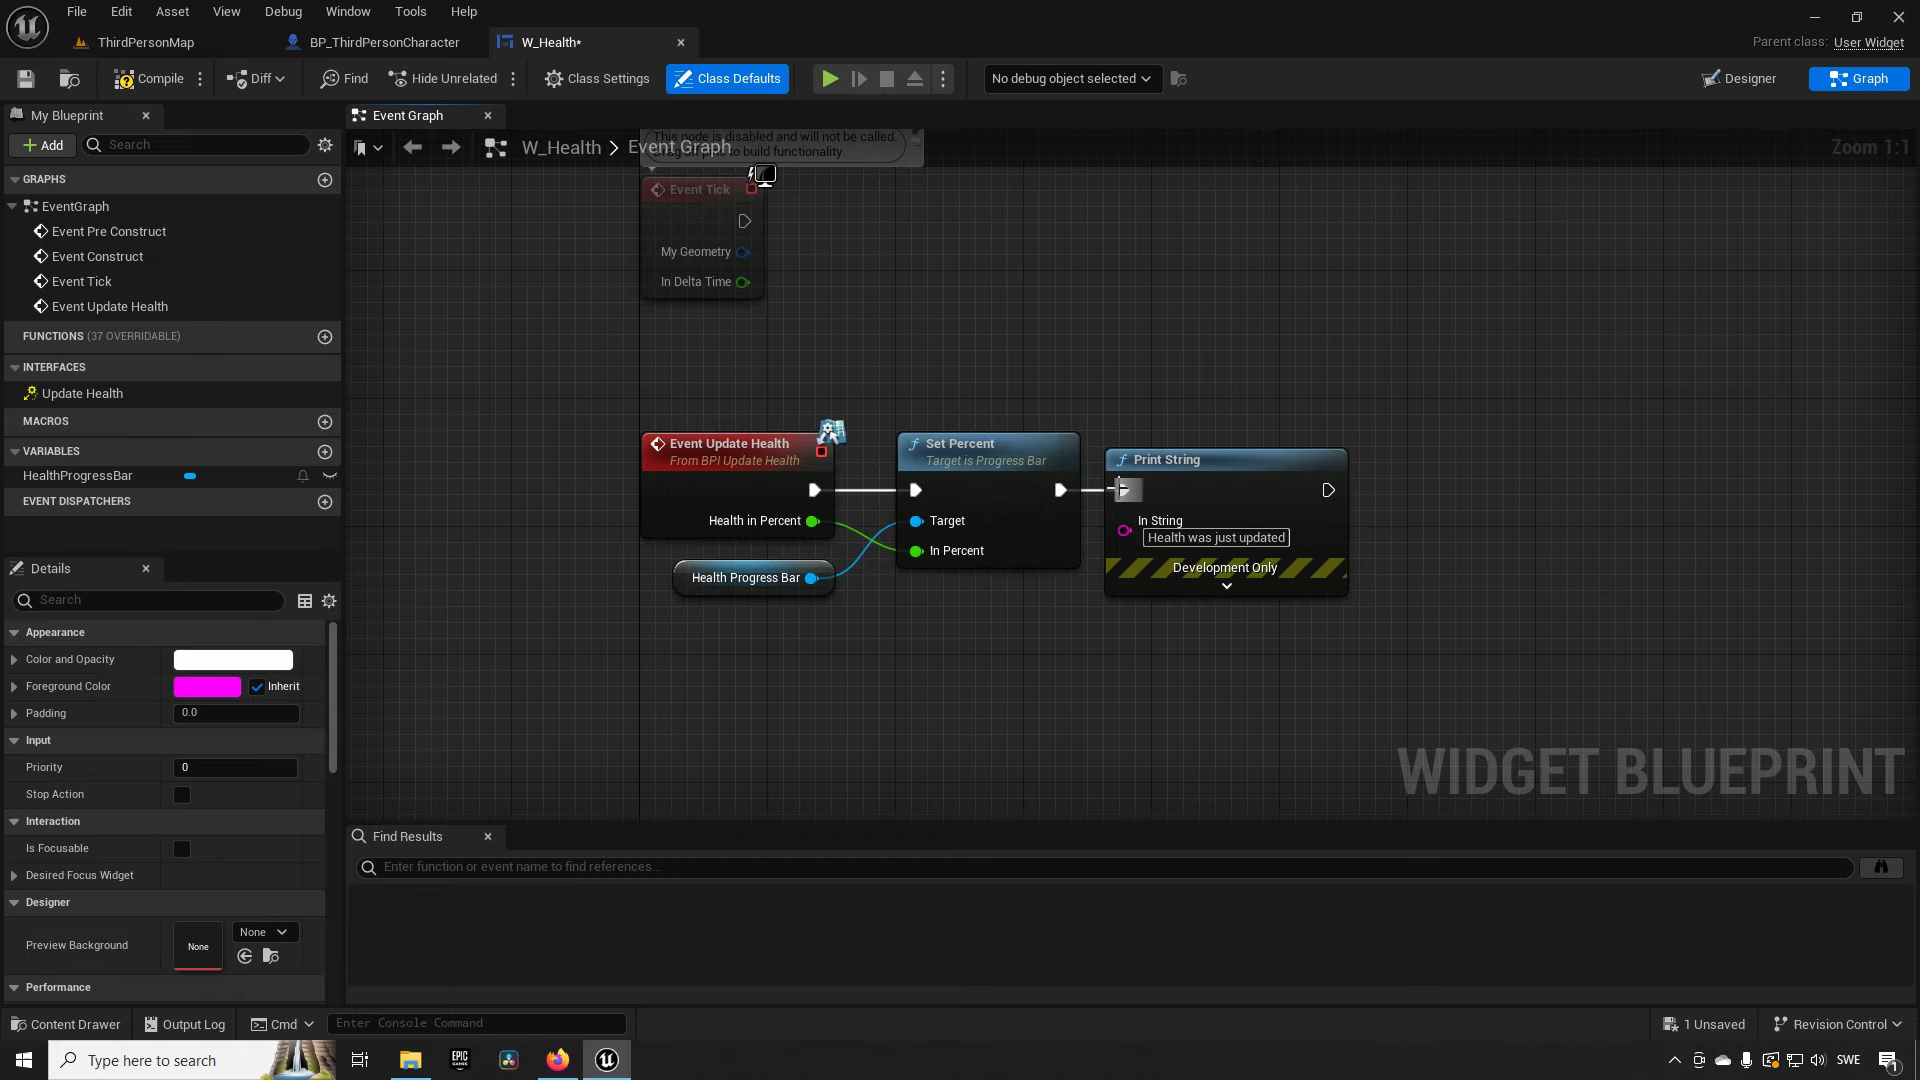 File Edit Asset View Debug Window Tools Help
ThirdPersonMap
BP_ThirdPersonCharacter
W_Health*
Parent class: User Widget
Compile
Diff
Find
Hide Unrelated
Class Settings
Class Defaults
No debug object selected
Designer
Graph
My Blueprint
Event Graph
Add
Search
W_Health > Event Graph
Zoom 1:1
This node is disabled and will not be called.
Drag off pins to build functionality.
GRAPHS
EventGraph
Event Pre Construct
Event Construct
Event Tick
Event Update Health
FUNCTIONS (37 OVERRIDABLE)
INTERFACES
Update Health
MACROS
VARIABLES
HealthProgressBar
EVENT DISPATCHERS
Event Tick
My Geometry
In Delta Time
Event Update Health
From BPI Update Health
Health in Percent
Health Progress Bar
Set Percent
Target is Progress Bar
Target
In Percent
Print String
In String
Health was just updated
Development Only
WIDGET BLUEPRINT
Details
Search
Appearance
Color and Opacity
Foreground Color
Inherit
Padding
0.0
Input
Priority
0
Stop Action
Interaction
Is Focusable
Desired Focus Widget
Designer
Preview Background
None
None
Performance
Find Results
Enter function or event name to find references...
Content Drawer
Output Log
Cmd
Enter Console Command
1 Unsaved
Revision Control
Type here to search
EPIC
GAMES
SWE
1